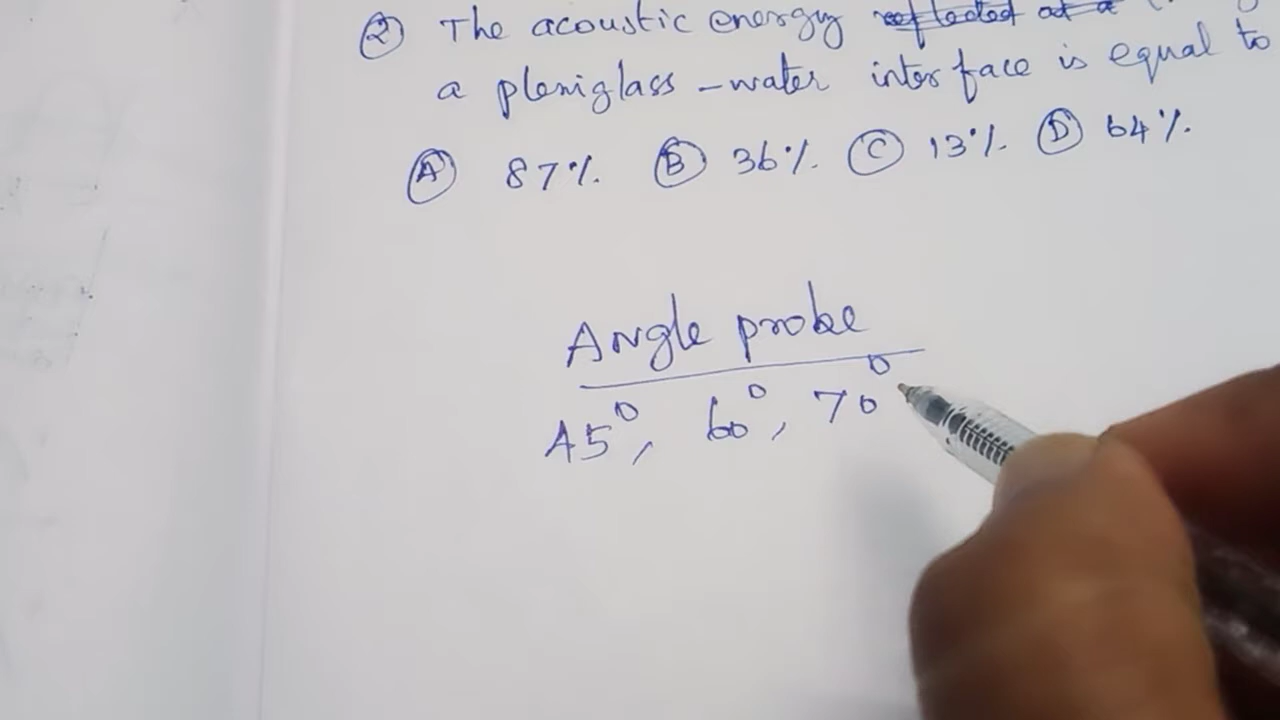 ② The acoustic energy reflected at a
a plexiglass - water interface is equal to
Ⓐ 87%. Ⓑ 36%. Ⓒ 13%. Ⓓ 64%.
Angle probe
45°, 60°, 70°